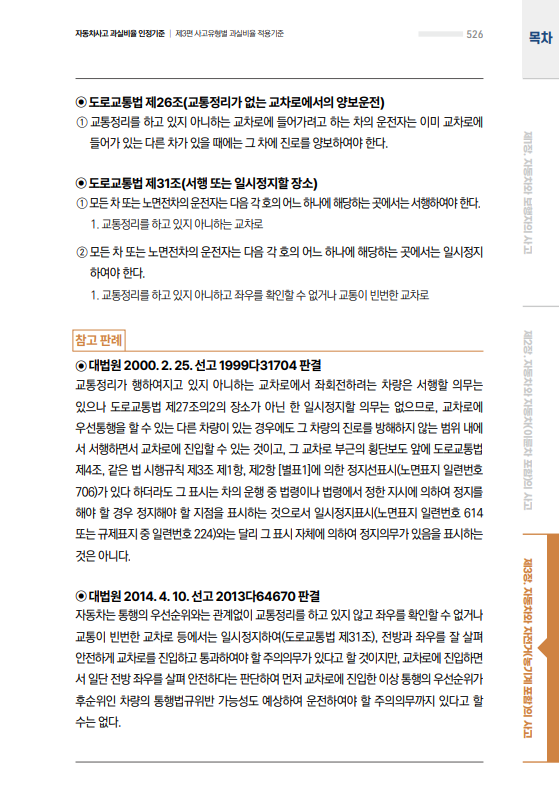 자동차사고 과실비율 인정기준 | 제3편 사고유형별 과실비율 적용기준
526
목차
◉ 도로교통법 제26조(교통정리가 없는 교차로에서의 양보운전)
① 교통정리를 하고 있지 아니하는 교차로에 들어가려고 하는 차의 운전자는 이미 교차로에
들어가 있는 다른 차가 있을 때에는 그 차에 진로를 양보하여야 한다.
◉ 도로교통법 제31조(서행 또는 일시정지할 장소)
① 모든 차 또는 노면전차의 운전자는 다음 각 호의 어느 하나에 해당하는 곳에서는 서행하여야 한다.
1. 교통정리를 하고 있지 아니하는 교차로
② 모든 차 또는 노면전차의 운전자는 다음 각 호의 어느 하나에 해당하는 곳에서는 일시정지
하여야 한다.
1. 교통정리를 하고 있지 아니하고 좌우를 확인할 수 없거나 교통이 빈번한 교차로
참고 판례
◉ 대법원 2000. 2. 25. 선고 1999다31704 판결
교통정리가 행하여지고 있지 아니하는 교차로에서 좌회전하려는 차량은 서행할 의무는
있으나 도로교통법 제27조의2의 장소가 아닌 한 일시정지할 의무는 없으므로, 교차로에
우선통행을 할 수 있는 다른 차량이 있는 경우에도 그 차량의 진로를 방해하지 않는 범위 내에
서 서행하면서 교차로에 진입할 수 있는 것이고, 그 교차로 부근의 횡단보도 앞에 도로교통법
제4조, 같은 법 시행규칙 제3조 제1항, 제2항 [별표1]에 의한 정지선표시(노면표지 일련번호
706)가 있다 하더라도 그 표시는 차의 운행 중 법령이나 법령에서 정한 지시에 의하여 정지를
해야 할 경우 정지해야 할 지점을 표시하는 것으로서 일시정지표시(노면표지 일련번호 614
또는 규제표지 중 일련번호 224)와는 달리 그 표시 자체에 의하여 정지의무가 있음을 표시하는
것은 아니다.
◉ 대법원 2014. 4. 10. 선고 2013다64670 판결
자동차는 통행의 우선순위와는 관계없이 교통정리를 하고 있지 않고 좌우를 확인할 수 없거나
교통이 빈번한 교차로 등에서는 일시정지하여(도로교통법 제31조), 전방과 좌우를 잘 살펴
안전하게 교차로를 진입하고 통과하여야 할 주의의무가 있다고 할 것이지만, 교차로에 진입하면
서 일단 전방 좌우를 살펴 안전하다는 판단하여 먼저 교차로에 진입한 이상 통행의 우선순위가
후순위인 차량의 통행법규위반 가능성도 예상하여 운전하여야 할 주의의무까지 있다고 할
수는 없다.
제1장. 자동차와 보행자의 사고
제2장. 자동차와 자동차(이륜차 포함)의 사고
제3장. 자동차와 자전거(농기계 포함)의 사고